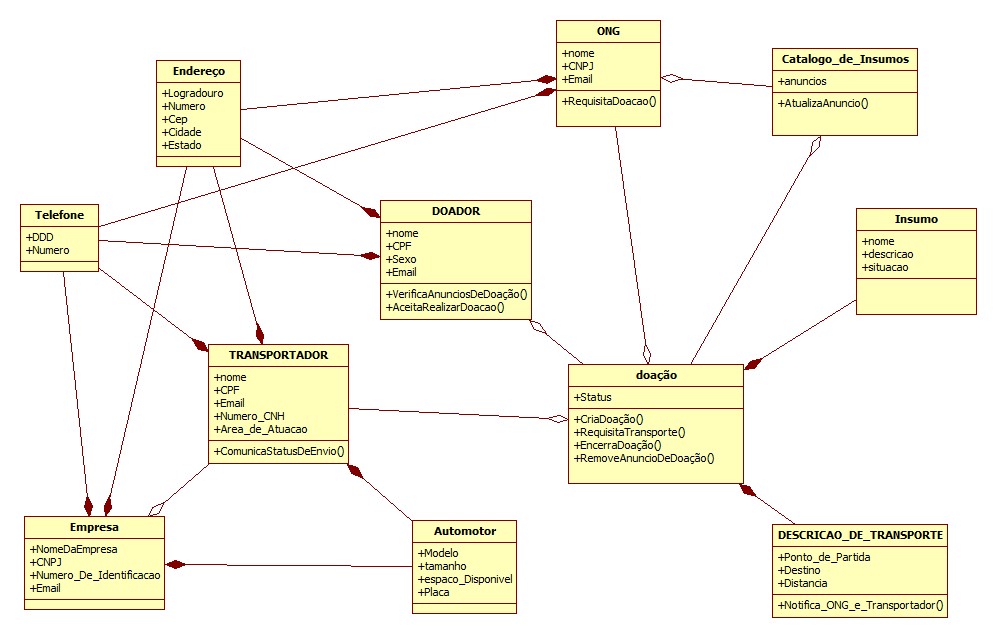 ONG
+nome
+CNPJ
+Email
+RequisitaDoacao()
Catalogo_de_Insumos
+anuncios
+AtualizaAnuncio()
Endereço
+Logradouro
+Numero
+Cep
+Cidade
+Estado
Telefone
+DDD
+Numero
DOADOR
+nome
+CPF
+Sexo
+Email
+VerificaAnunciosDeDoação()
+AceitaRealizarDoacao()
Insumo
+nome
+descricao
+situacao
TRANSPORTADOR
+nome
+CPF
+Email
+Numero_CNH
+Area_de_Atuacao
+ComunicaStatusDeEnvio()
doação
+Status
+CriaDoação()
+RequisitaTransporte()
+EncerraDoação()
+RemoveAnuncioDeDoação()
Empresa
+NomeDaEmpresa
+CNPJ
+Numero_De_Identificacao
+Email
Automotor
+Modelo
+tamanho
+espaco_Disponivel
+Placa
DESCRICAO_DE_TRANSPORTE
+Ponto_de_Partida
+Destino
+Distancia
+Notifica_ONG_e_Transportador()